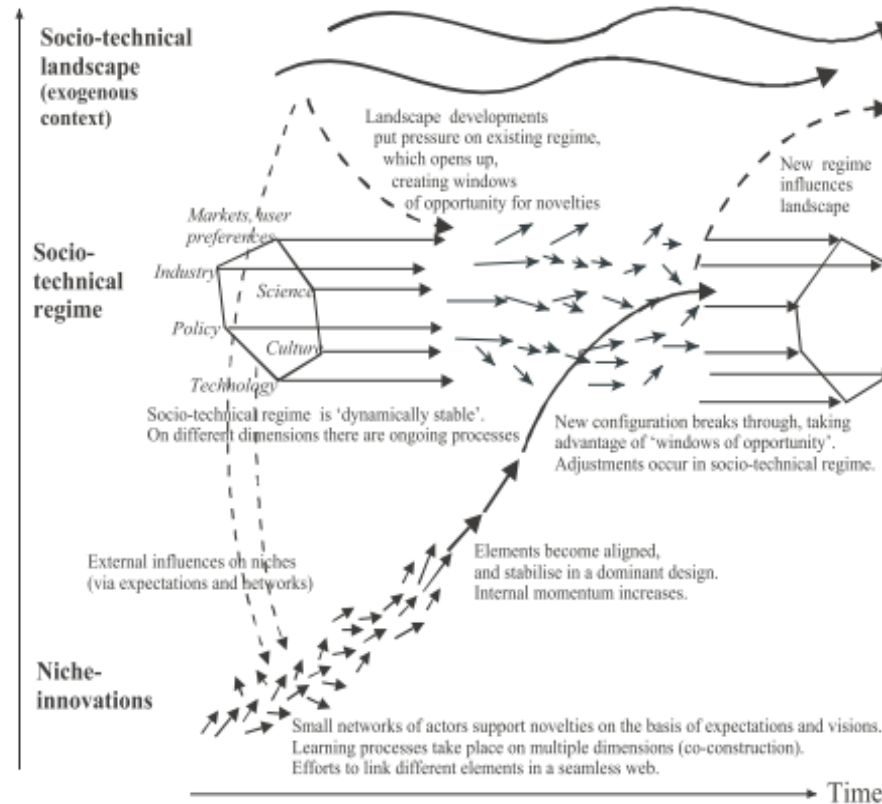 Socio-technical
landscape
(exogenous
context)
Landscape developments
put pressure on existing regime,
which opens up,
creating windows
of opportunity for novelties
New regime
influences
landscape
Markets, user
preferences
Socio-
technical
regime
Industry
Science
Policy
Culture
Technology
Socio-technical regime is ‘dynamically stable’.
On different dimensions there are ongoing processes
New configuration breaks through, taking
advantage of ‘windows of opportunity’.
Adjustments occur in socio-technical regime.
External influences on niches
(via expectations and networks)
Elements become aligned,
and stabilise in a dominant design.
Internal momentum increases.
Niche-
innovations
Small networks of actors support novelties on the basis of expectations and visions.
Learning processes take place on multiple dimensions (co-construction).
Efforts to link different elements in a seamless web.
Time